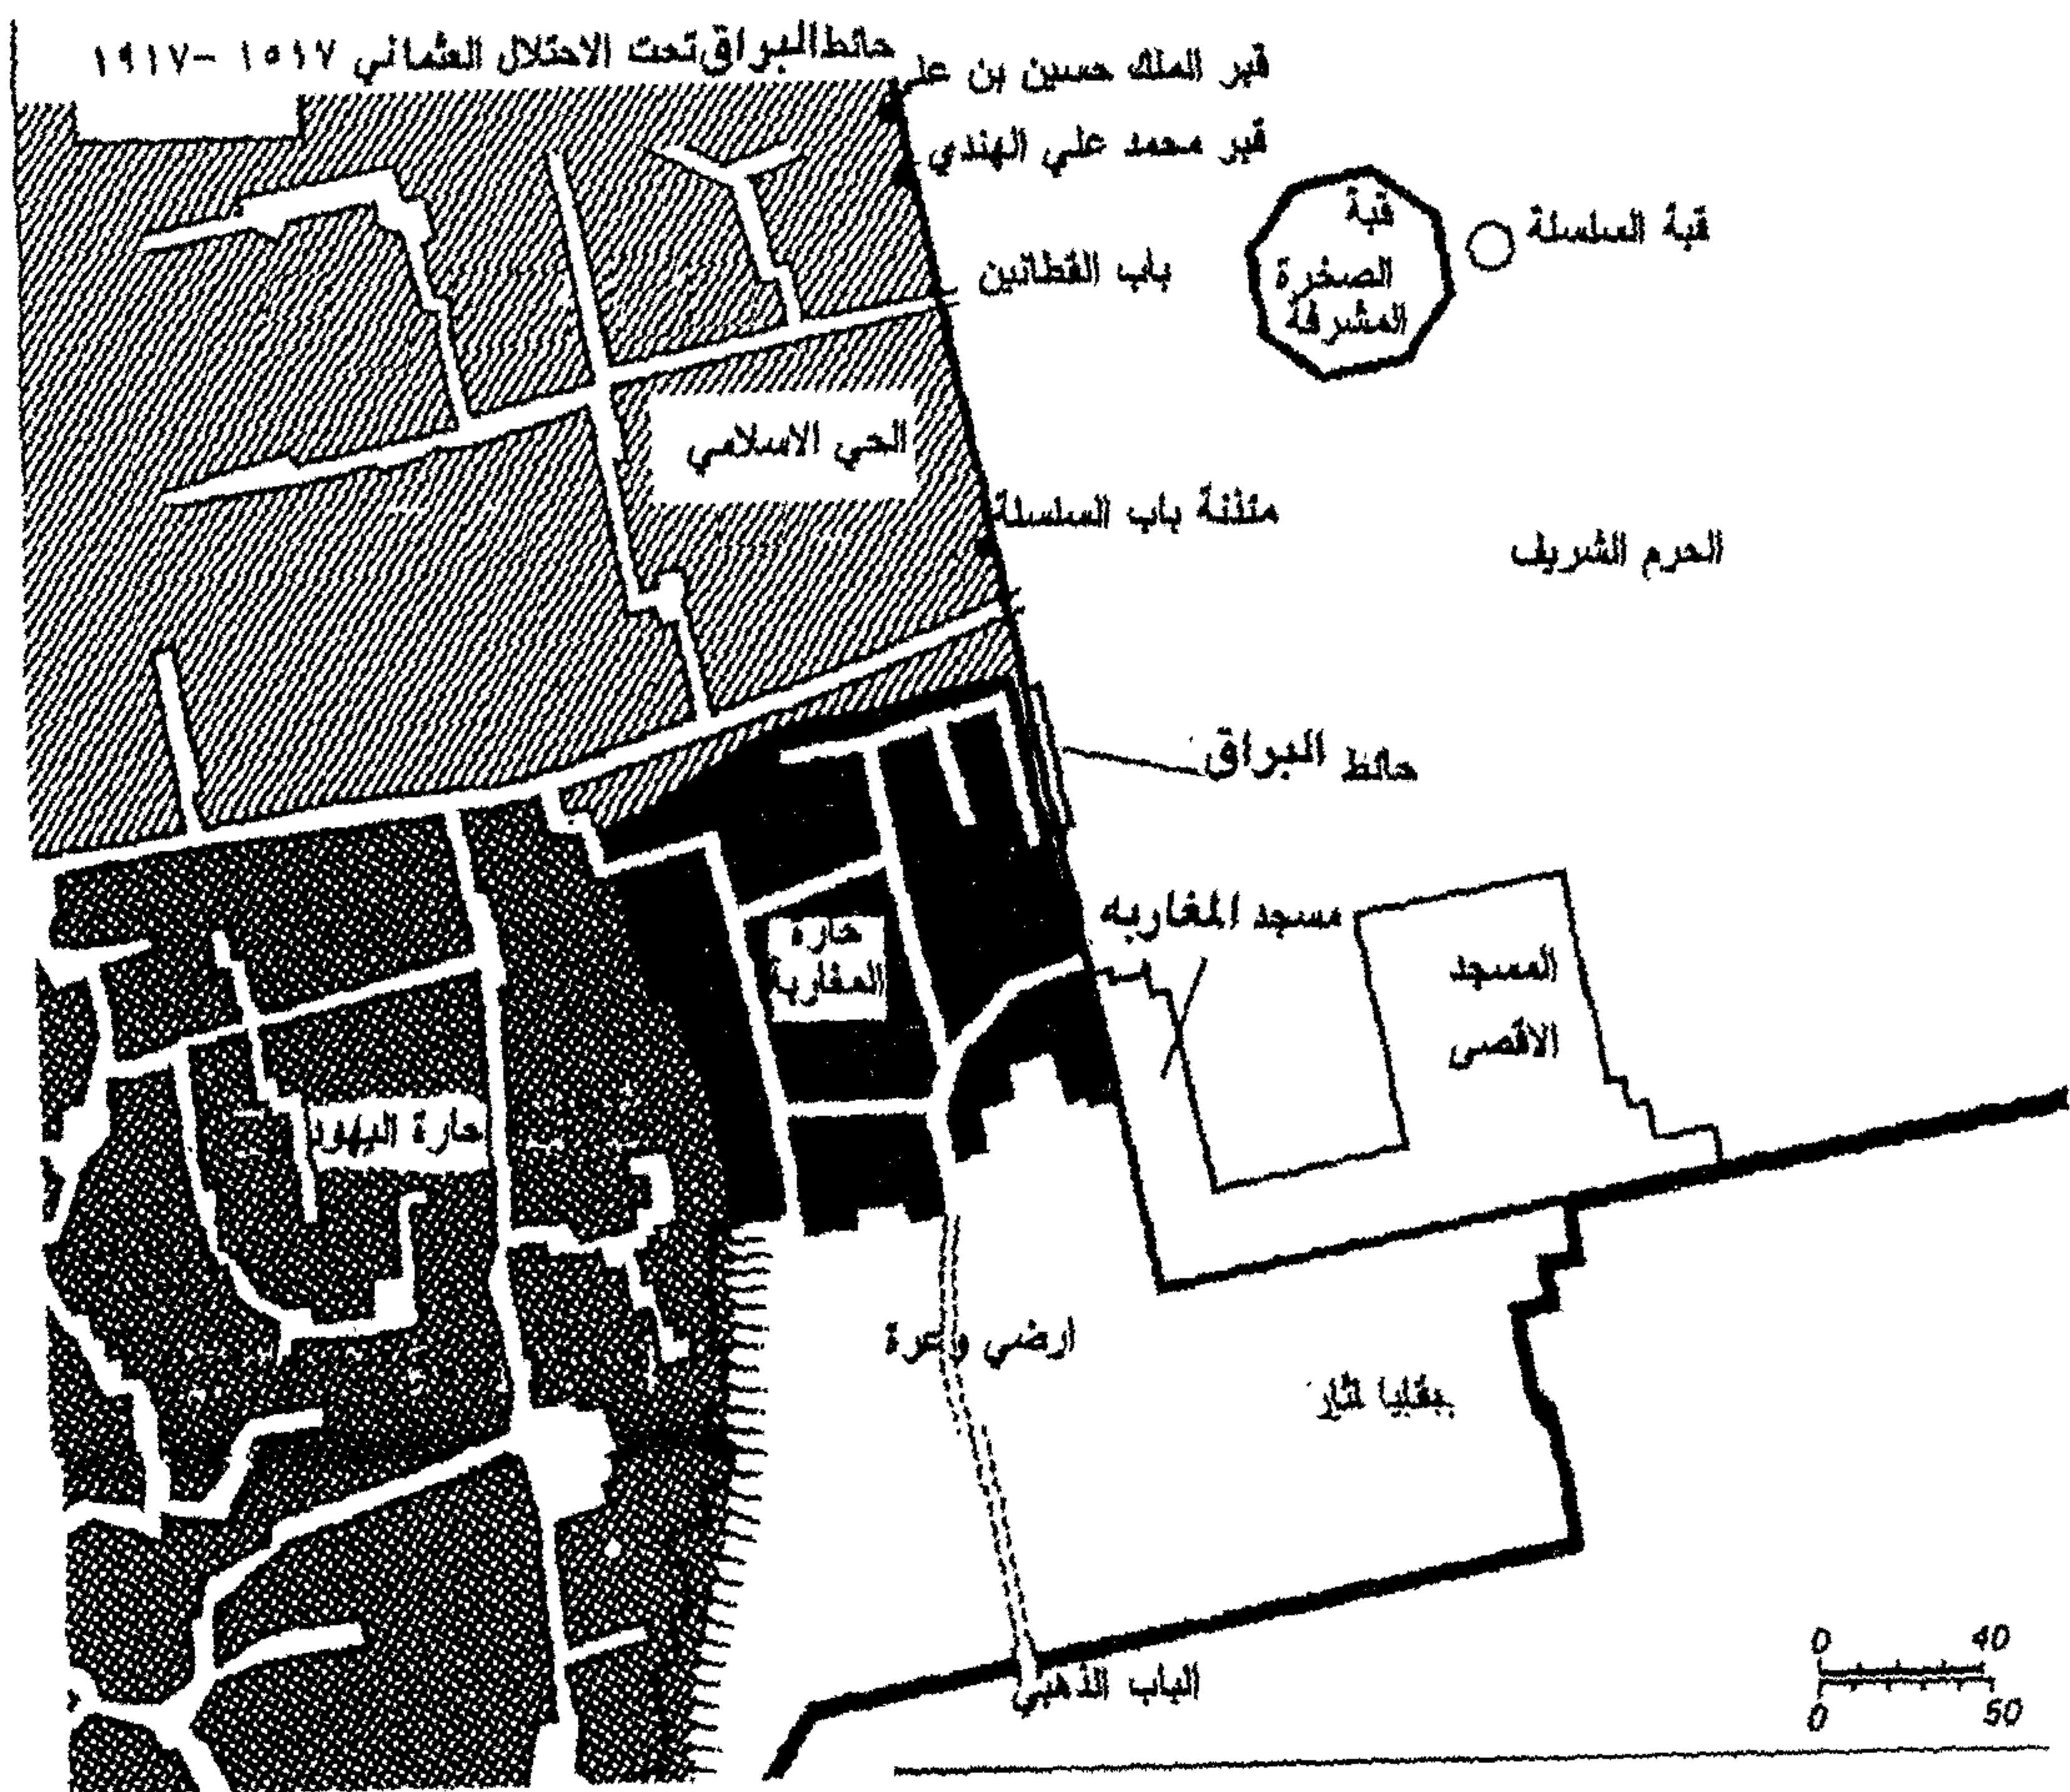 حائط البراق تحت الاحتلال العثماني ١٥١٧ - ١٩١٧
قبر الملك حسين بن علي
قبر محمد علي الهندي
قبة
الصخرة
المشرفة
قبة السلسلة
باب القطانين
الحي الاسلامي
مئذنة باب السلسلة
الحرم الشريف
حائط البراق
مسجد المغاربه
حارة
المغاربة
المسجد
الاقصى
حارة اليهود
ارضي وعرة
بقايا اثار
الباب الذهبي
0 40
0 50